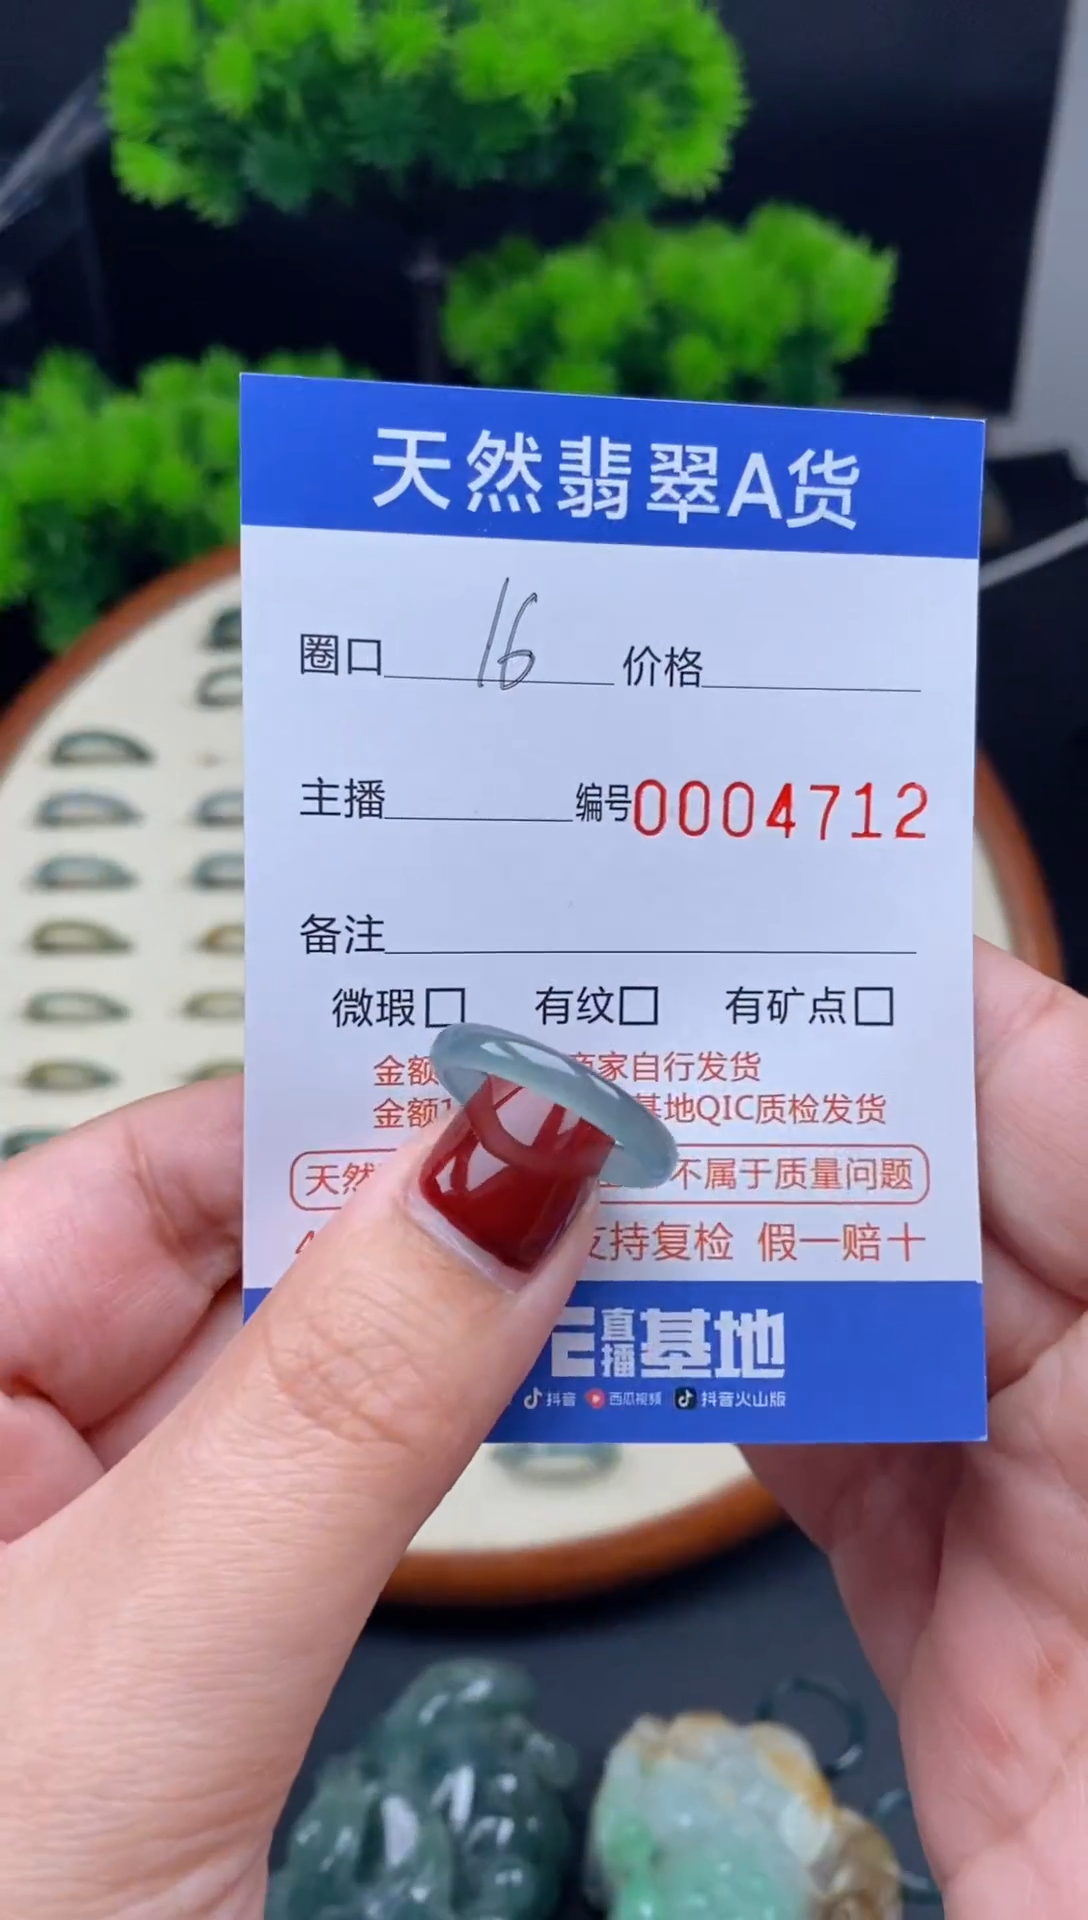 天然翡翠A货
圈口 16 价格
主播 编号0004712
备注
微瑕□ 有纹□ 有矿点□
金额 商家自行发货
金额 基地QIC质检发货
天然 不属于质量问题
支持复检 假一赔十
直播基地
抖音 西瓜视频 抖音火山版